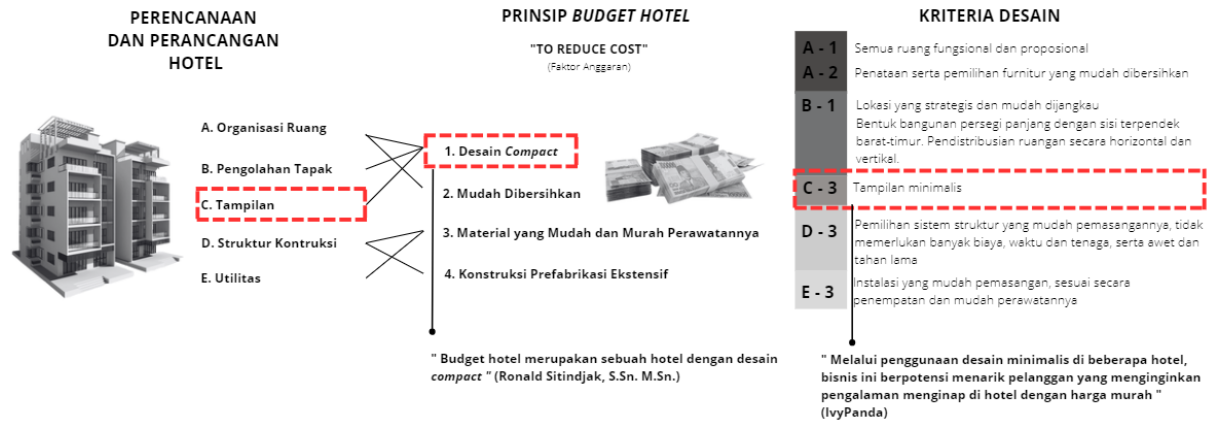 PERENCANAAN
DAN PERANCANGAN
HOTEL
A. Organisasi Ruang
B. Pengolahan Tapak
C. Tampilan
D. Struktur Kontruksi
E. Utilitas
PRINSIP BUDGET HOTEL
"TO REDUCE COST"
(Faktor Anggaran)
1. Desain Compact
2. Mudah Dibersihkan
3. Material yang Mudah dan Murah Perawatannya
4. Konstruksi Prefabrikasi Ekstensif
" Budget hotel merupakan sebuah hotel dengan desain
compact " (Ronald Sitindjak, S.Sn. M.Sn.)
KRITERIA DESAIN
A - 1 Semua ruang fungsional dan proposional
A - 2 Penataan serta pemilihan furnitur yang mudah dibersihkan
B - 1 Lokasi yang strategis dan mudah dijangkau
Bentuk bangunan persegi panjang dengan sisi terpendek
barat-timur. Pendistribusian ruangan secara horizontal dan
vertikal.
C - 3 Tampilan minimalis
D - 3 Pemilihan sistem struktur yang mudah pemasangannya, tidak
memerlukan banyak biaya, waktu dan tenaga, serta awet dan
tahan lama
E - 3 Instalasi yang mudah pemasangan, sesuai secara
penempatan dan mudah perawatannya
" Melalui penggunaan desain minimalis di beberapa hotel,
bisnis ini berpotensi menarik pelanggan yang menginginkan
pengalaman menginap di hotel dengan harga murah "
(IvyPanda)